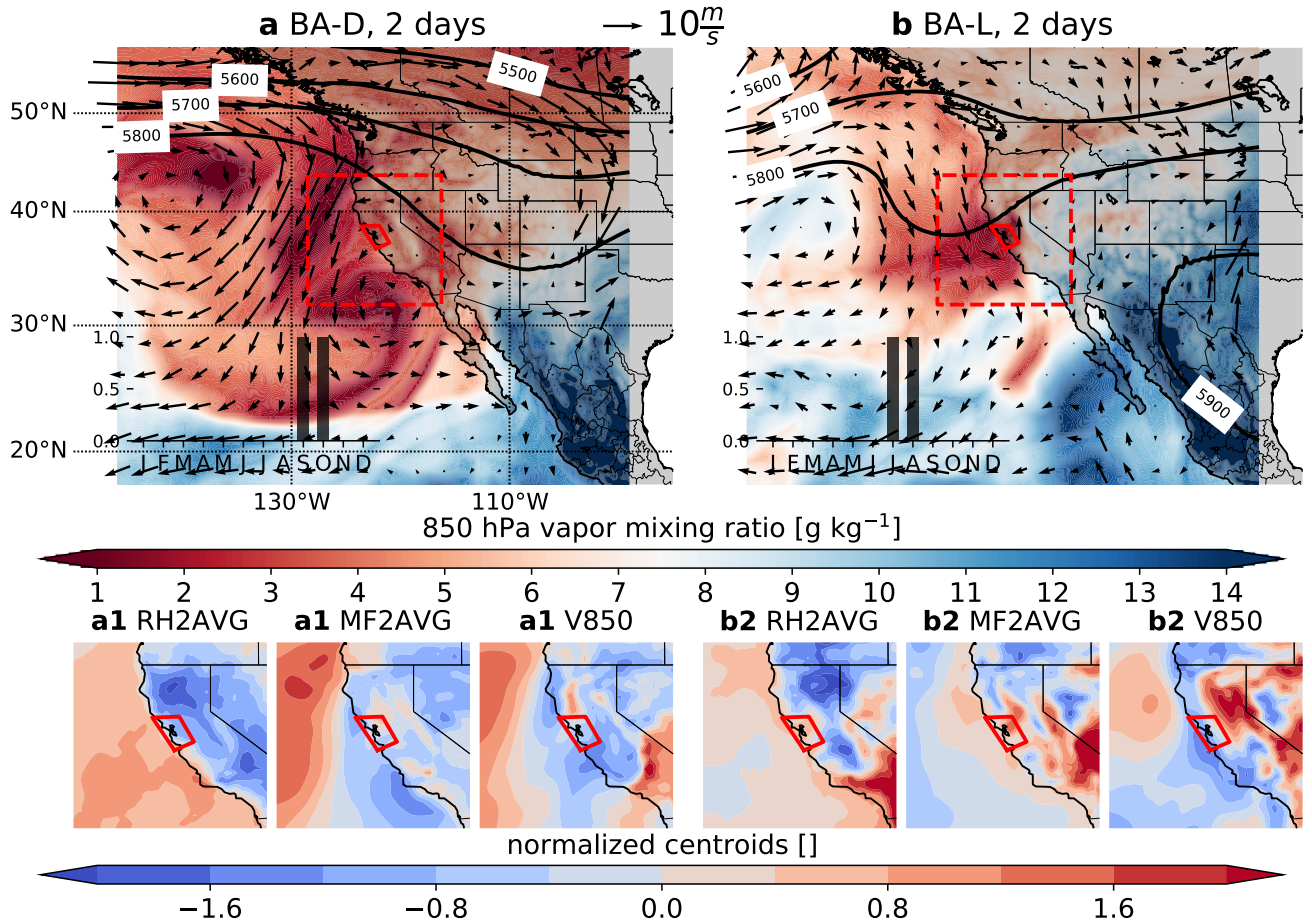 a BA-D, 2 days
10 m/s
b BA-L, 2 days
5600
5500
5700
5800
5600
5700
5800
5900
50°N
40°N
30°N
20°N
1.0
0.5
0.0
J F M A M J J A S O N D
1.0
0.5
0.0
J F M A M J J A S O N D
130°W
110°W
850 hPa vapor mixing ratio [g kg⁻¹]
1 2 3 4 5 6 7 8 9 10 11 12 13 14
a1 RH2AVG
a1 MF2AVG
a1 V850
b2 RH2AVG
b2 MF2AVG
b2 V850
normalized centroids []
−1.6 −0.8 0.0 0.8 1.6